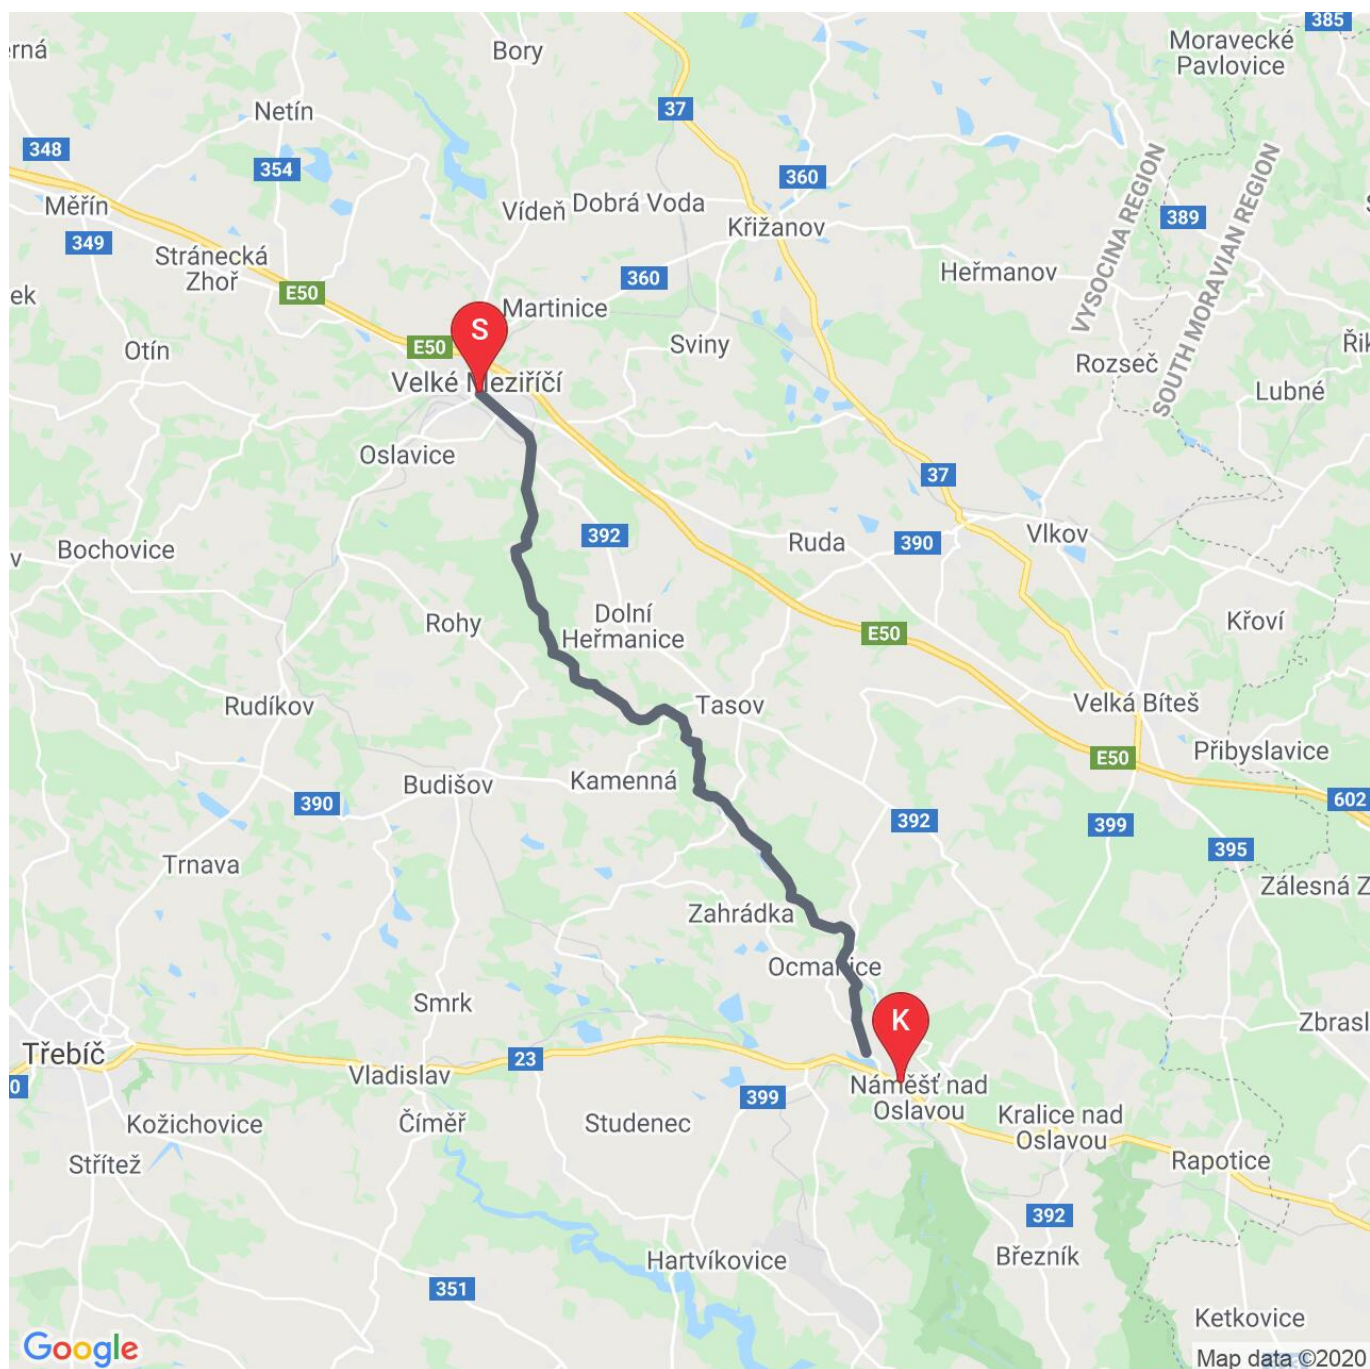 385
Moravecké
Pavlovice
erná
Bory
37
Netín
348
354
360
Měřín
349
Vídeň
Dobrá Voda
Křižanov
389
Stránecká
Zhoř
360
Heřmanov
VYSOCINA REGION
SOUTH MORAVIAN REGION
ek
E50
Martinice
S
E50
Sviny
Otín
Řik
Rozseč
Velké Meziříčí
Lubné
Oslavice
37
392
Ruda
390
Vlkov
v
Bochovice
Rohy
Dolní
Heřmanice
E50
Křoví
Rudíkov
Tasov
Velká Bíteš
Přibyslavice
E50
Budišov
Kamenná
390
602
392
399
395
Trnava
Zálesná Z
Zahrádka
Ocmanice
Smrk
K
Zbrasl
Třebíč
23
Vladislav
0
399
Náměšť nad
Oslavou
Kožichovice
Číměř
Studenec
Kralice nad
Oslavou
Střítež
Rapotice
392
Březník
Hartvíkovice
351
Ketkovice
Google
Map data ©2020